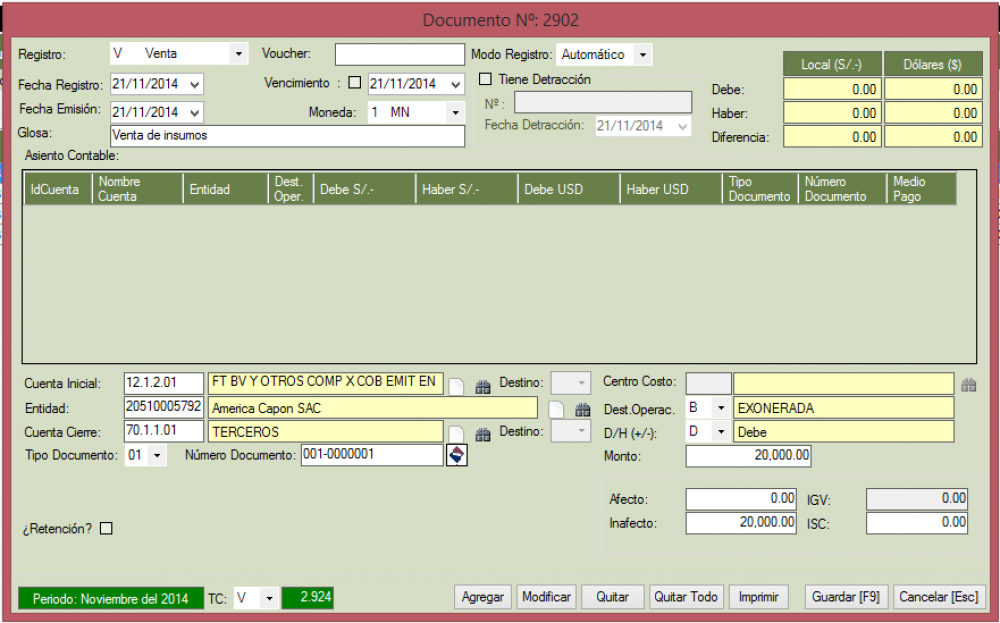 Documento Nº: 2902
Registro: V Venta Voucher: Modo Registro: Automático
Local (S/.-) Dólares ($)
Fecha Registro: 21/11/2014 Vencimiento : 21/11/2014 Tiene Detracción
Debe: 0.00 0.00
Fecha Emisión: 21/11/2014 Moneda: 1 MN Nº :
Haber: 0.00 0.00
Glosa: Venta de insumos Fecha Detracción: 21/11/2014
Diferencia: 0.00 0.00
Asiento Contable:
IdCuenta Nombre Cuenta Entidad Dest. Oper. Debe S/.- Haber S/.- Debe USD Haber USD Tipo Documento Número Documento Medio Pago
Cuenta Inicial: 12.1.2.01 FT BV Y OTROS COMP X COB EMIT EN Destino: Centro Costo:
Entidad: 20510005792 America Capon SAC Dest.Operac. B EXONERADA
Cuenta Cierre: 70.1.1.01 TERCEROS Destino: D/H (+/-): D Debe
Tipo Documento: 01 Número Documento: 001-0000001 Monto: 20,000.00
Afecto: 0.00 IGV: 0.00
Inafecto: 20,000.00 ISC: 0.00
¿Retención?
Periodo: Noviembre del 2014 TC: V 2.924 Agregar Modificar Quitar Quitar Todo Imprimir Guardar [F9] Cancelar [Esc]